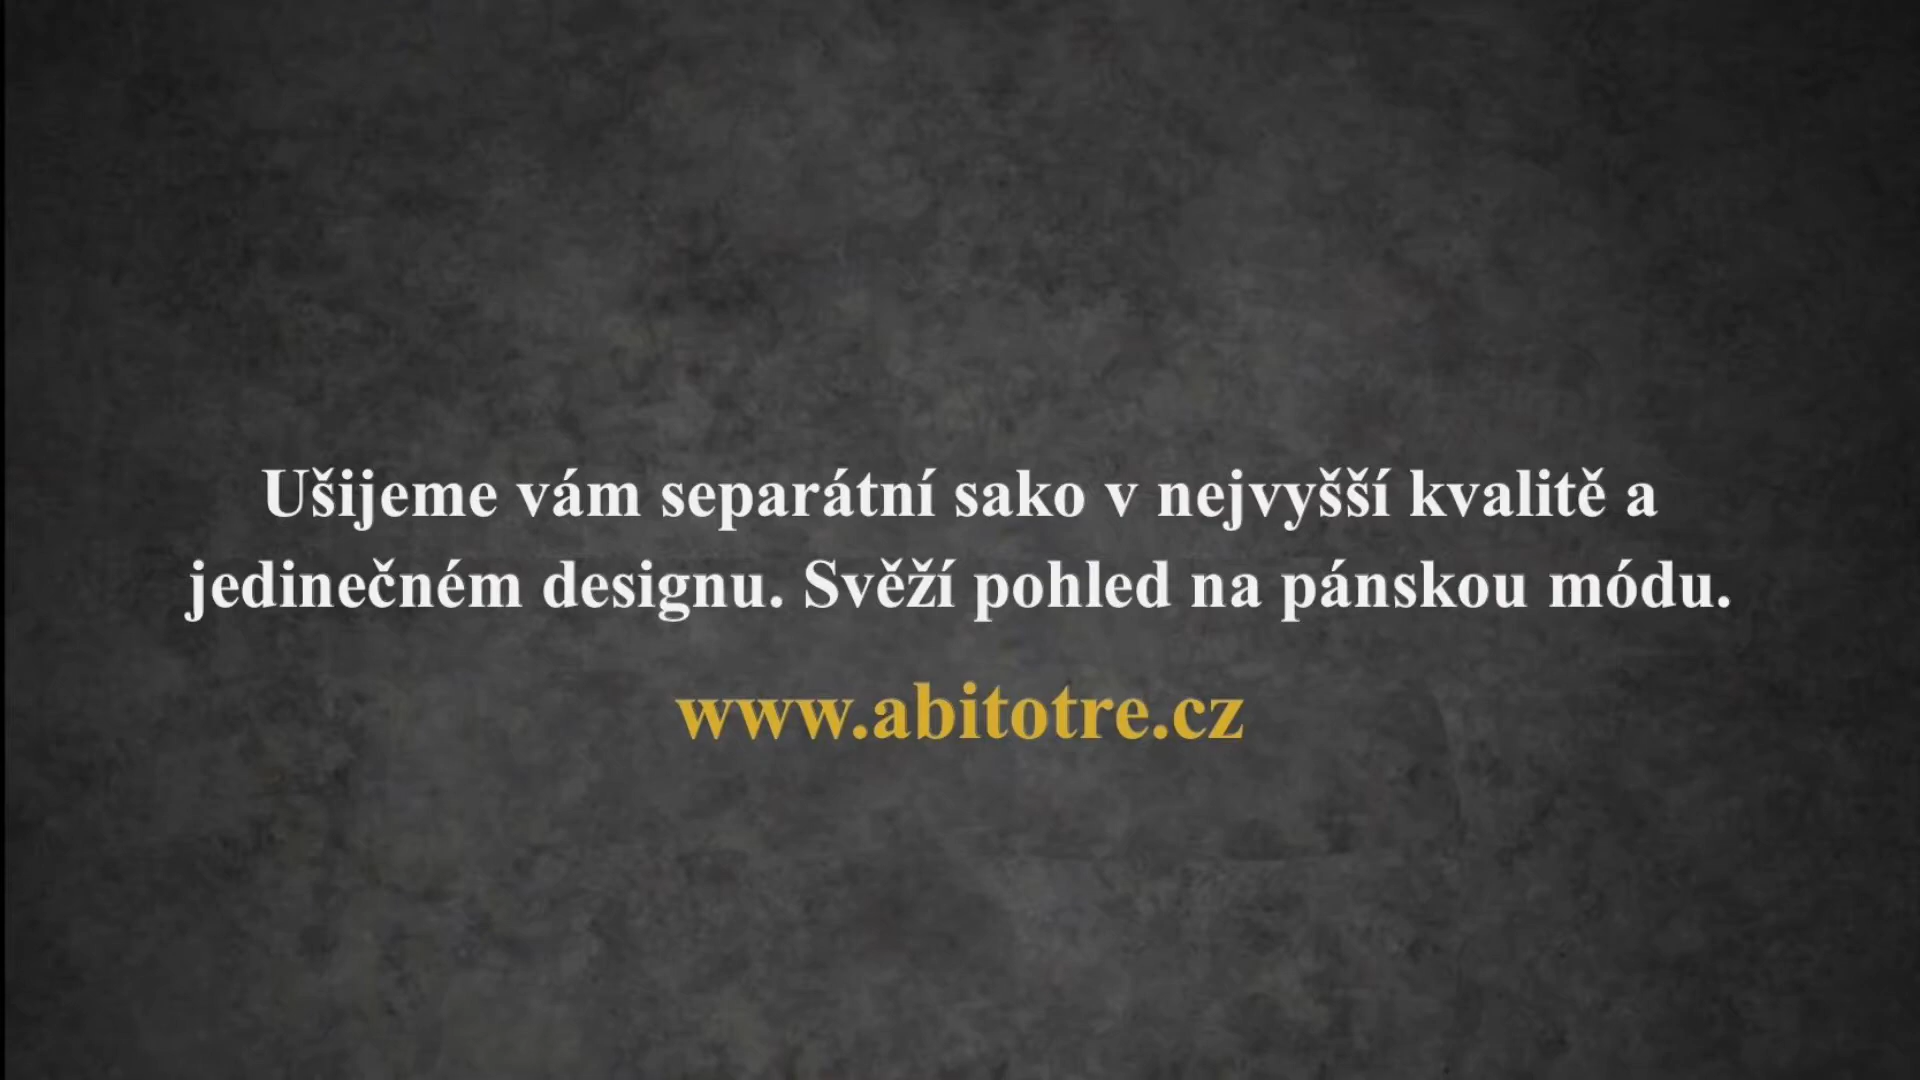 Ušijeme vám separátní sako v nejvyšší kvalitě a
jedinečném designu. Svěží pohled na pánskou módu.
www.abitotre.cz